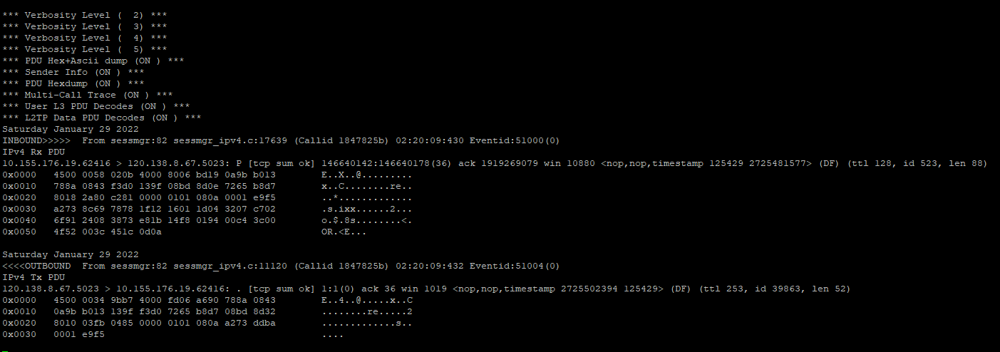 *** Verbosity Level (  2) ***
*** Verbosity Level (  3) ***
*** Verbosity Level (  4) ***
*** Verbosity Level (  5) ***
*** PDU Hex+Ascii dump (ON ) ***
*** Sender Info (ON ) ***
*** PDU Hexdump (ON ) ***
*** Multi-Call Trace (ON ) ***
*** User L3 PDU Decodes (ON ) ***
*** L2TP Data PDU Decodes (ON ) ***
Saturday January 29 2022
INBOUND>>>>>  From sessmgr:82 sessmgr_ipv4.c:17639 (Callid 1847825b) 02:20:09:430 Eventid:51000(0)
IPv4 Rx PDU
10.155.176.19.62416 > 120.138.8.67.5023: P [tcp sum ok] 146640142:146640178(36) ack 1919269079 win 10880 <nop,nop,timestamp 125429 2725481577> (DF) (ttl 128, id 523, len 88)
0x0000   4500 0058 020b 4000 8006 bd19 0a9b b013        E..X..@.........
0x0010   788a 0843 f3d0 139f 08bd 8d0e 7265 b8d7        x..C........re..
0x0020   8018 2a80 c281 0000 0101 080a 0001 e9f5        ..*.............
0x0030   a273 8c69 7878 1f12 1601 1d04 3207 c702        .s.ixx......2...
0x0040   6f91 2408 3873 e81b 14f8 0194 00c4 3c00        o.$.8s........<.
0x0050   4f52 003c 451c 0d0a                            OR.<E...
Saturday January 29 2022
<<<<OUTBOUND  From sessmgr:82 sessmgr_ipv4.c:11120 (Callid 1847825b) 02:20:09:432 Eventid:51004(0)
IPv4 Tx PDU
120.138.8.67.5023 > 10.155.176.19.62416: . [tcp sum ok] 1:1(0) ack 36 win 1019 <nop,nop,timestamp 2725502394 125429> (DF) (ttl 253, id 39863, len 52)
0x0000   4500 0034 9bb7 4000 fd06 a690 788a 0843        E..4..@.....x..C
0x0010   0a9b b013 139f f3d0 7265 b8d7 08bd 8d32        ........re.....2
0x0020   8010 03fb 0485 0000 0101 080a a273 ddba        .............s..
0x0030   0001 e9f5                                      ....